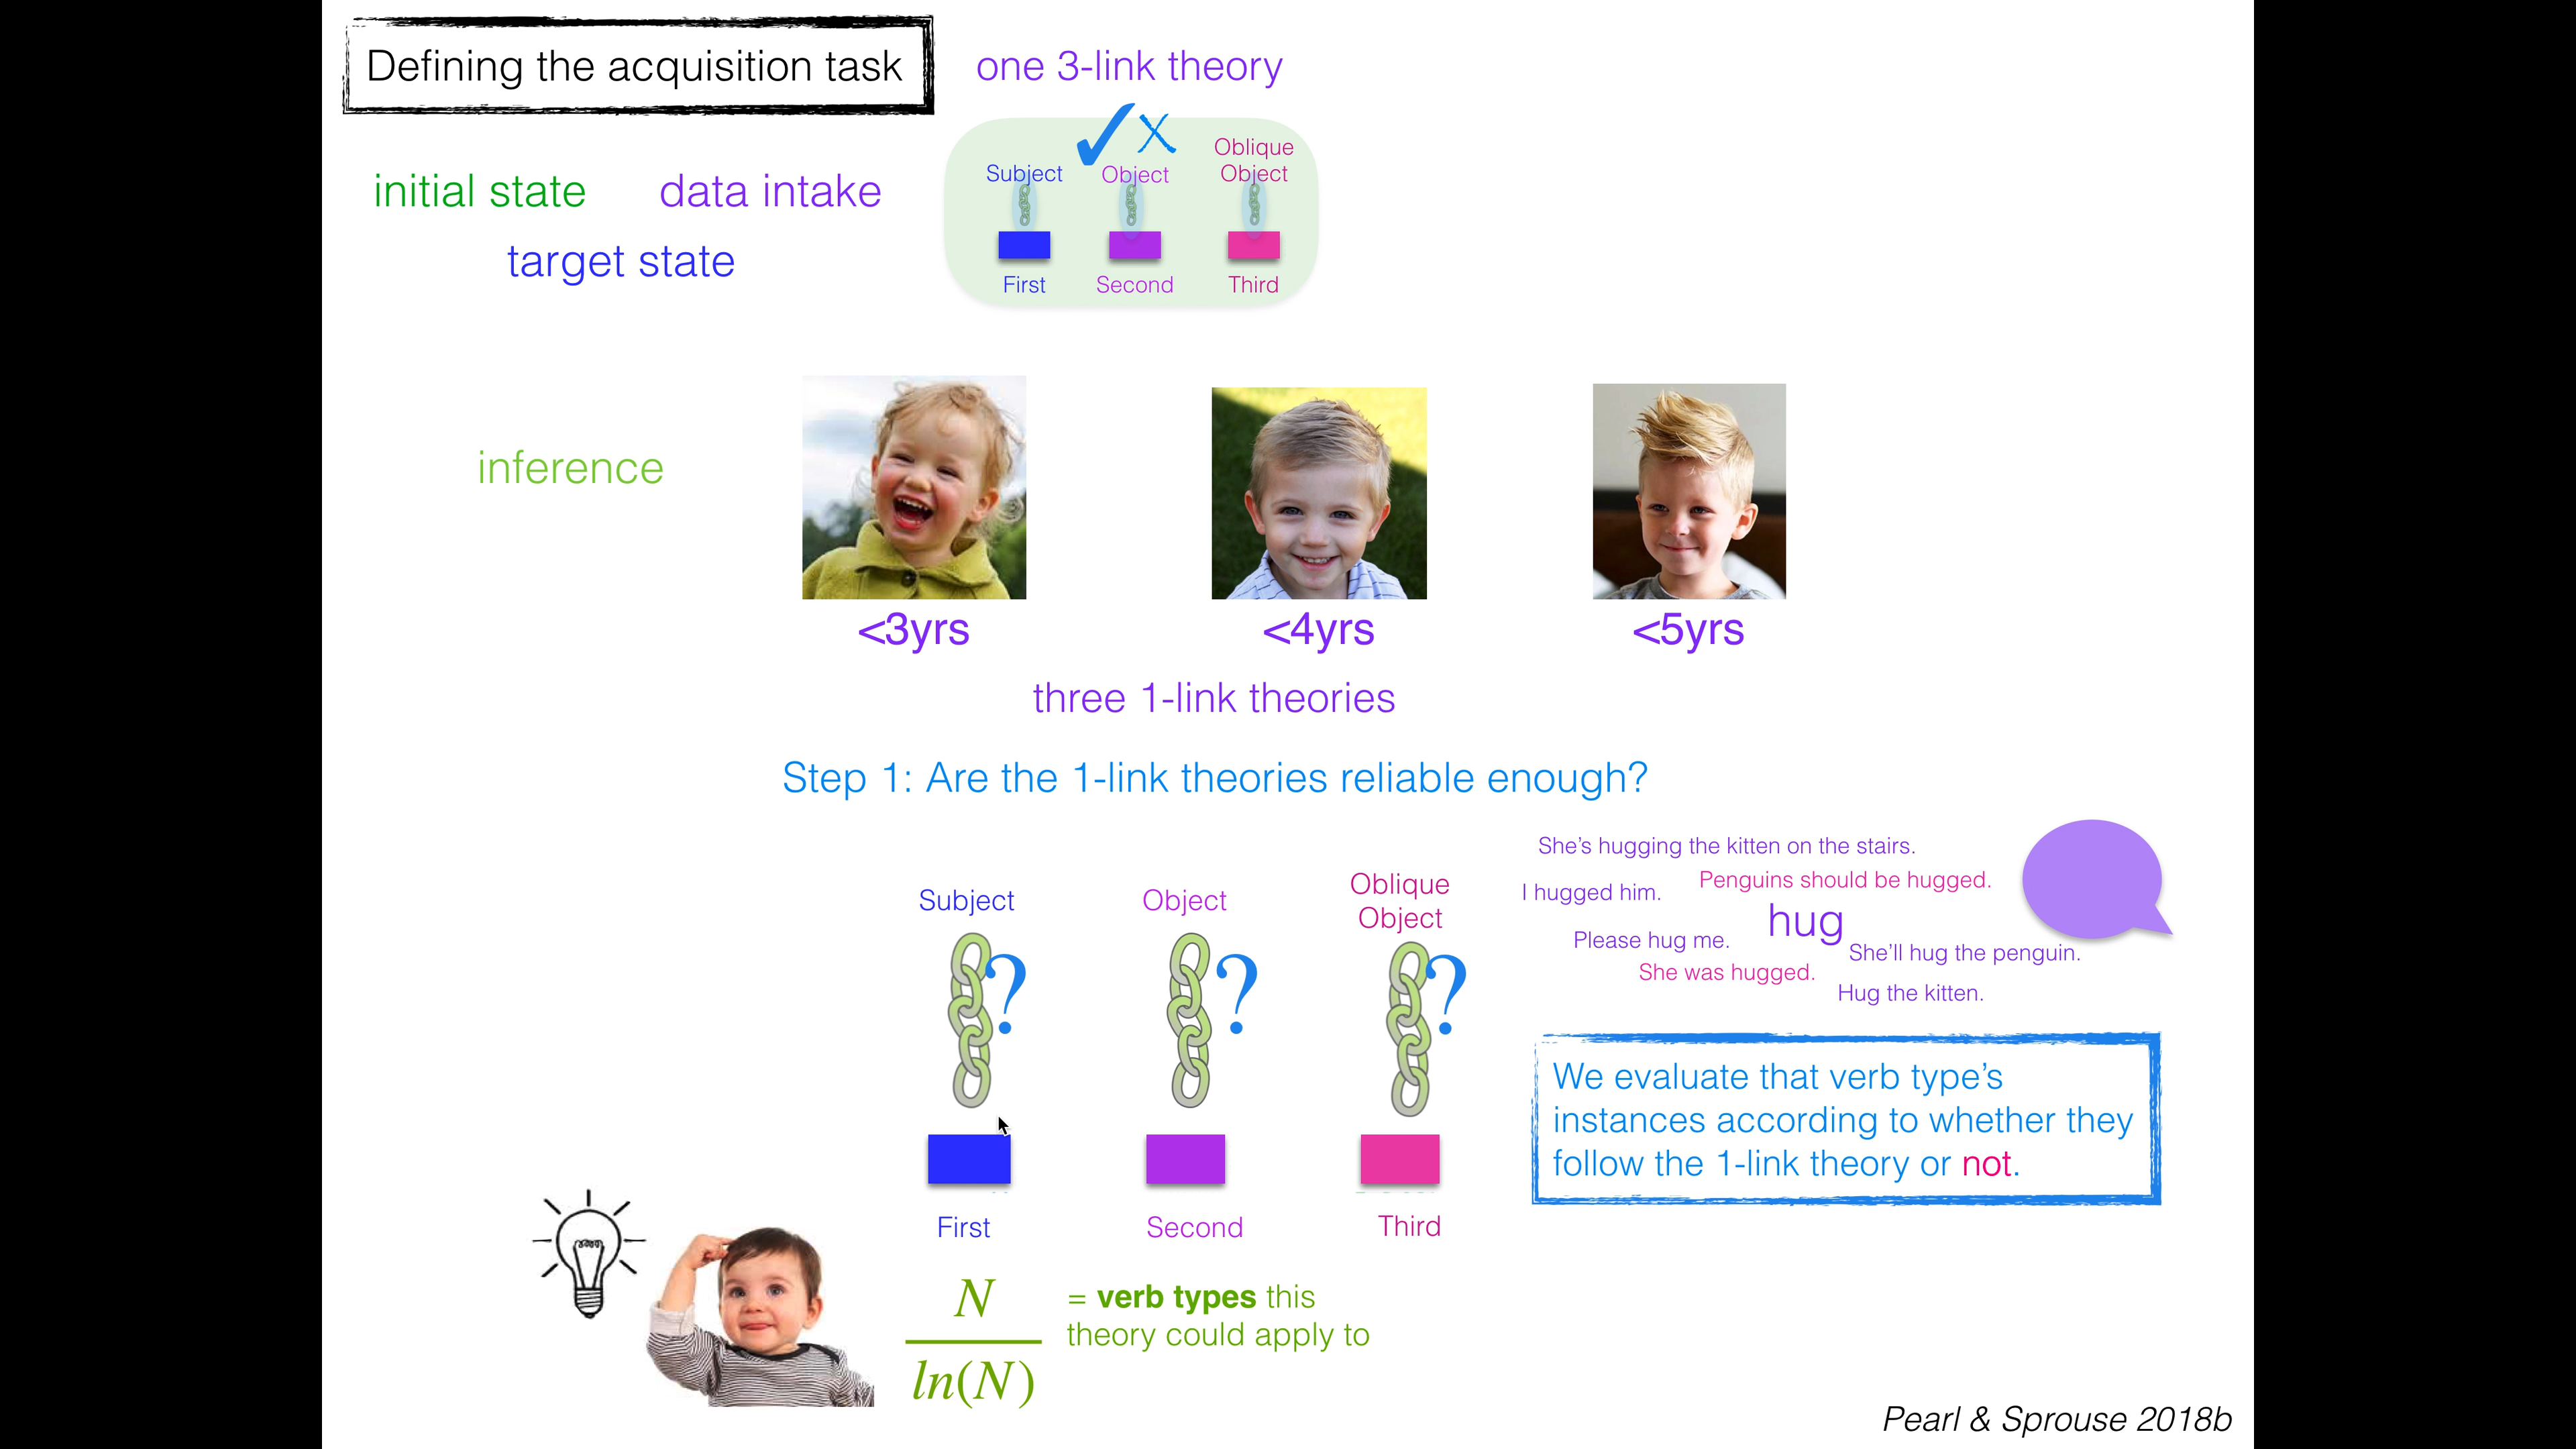 Defining the acquisition task
one 3-link theory
initial state
data intake
target state
✓ X
Subject
Object
Oblique
Object
First
Second
Third
inference
<3yrs
<4yrs
<5yrs
three 1-link theories
Step 1: Are the 1-link theories reliable enough?
Subject
Object
Oblique
Object
?
?
?
First
Second
Third
She's hugging the kitten on the stairs.
I hugged him.
Penguins should be hugged.
hug
Please hug me.
She'll hug the penguin.
She was hugged.
Hug the kitten.
We evaluate that verb type's
instances according to whether they
follow the 1-link theory or not.
N
ln(N)
= verb types this
theory could apply to
Pearl & Sprouse 2018b